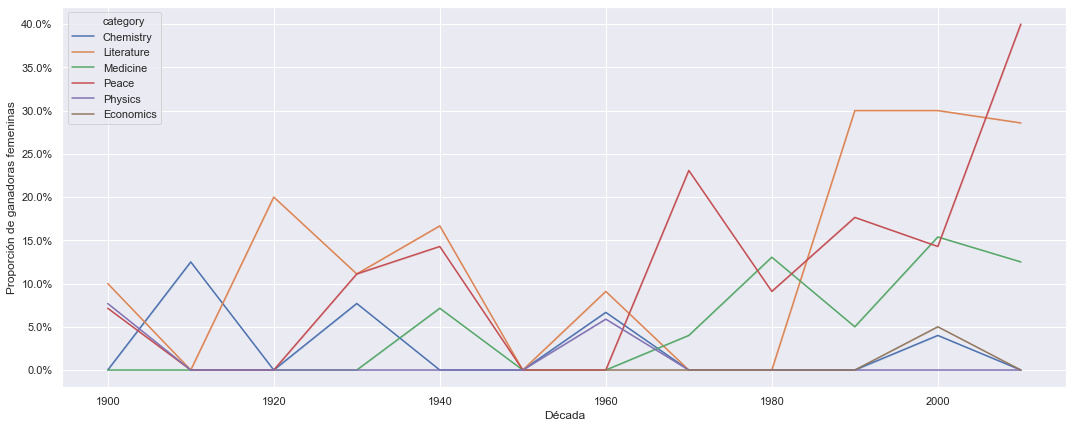 40.0%
35.0%
30.0%
25.0%
20.0%
15.0%
10.0%
5.0%
0.0%
Proporción de ganadoras femeninas
category
Chemistry
Literature
Medicine
Peace
Physics
Economics
1900 1920 1940 1960 1980 2000
Década